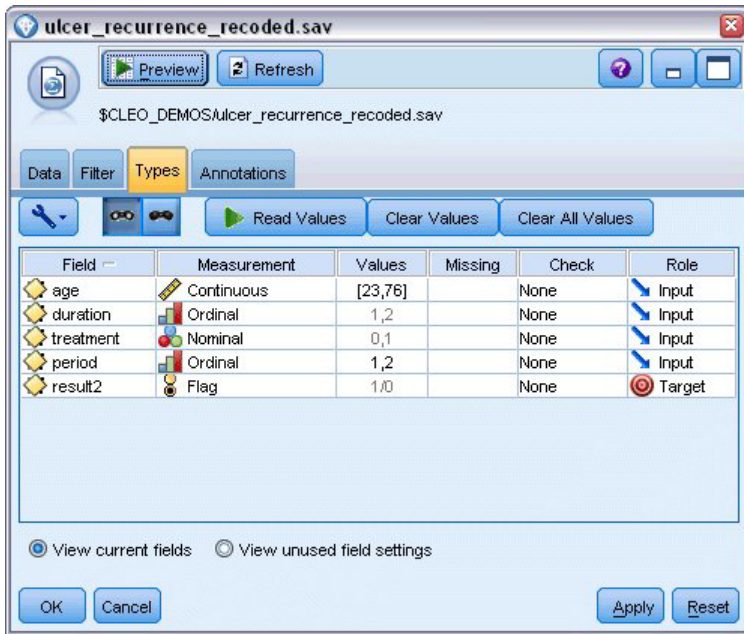 ulcer_recurrence_recoded.sav
Preview Refresh
$CLEO_DEMOS/ulcer_recurrence_recoded.sav
Data Filter Types Annotations
Read Values Clear Values Clear All Values
Field Measurement Values Missing Check Role
age Continuous [23,76] None Input
duration Ordinal 1,2 None Input
treatment Nominal 0,1 None Input
period Ordinal 1,2 None Input
result2 Flag 1/0 None Target
View current fields View unused field settings
OK Cancel Apply Reset